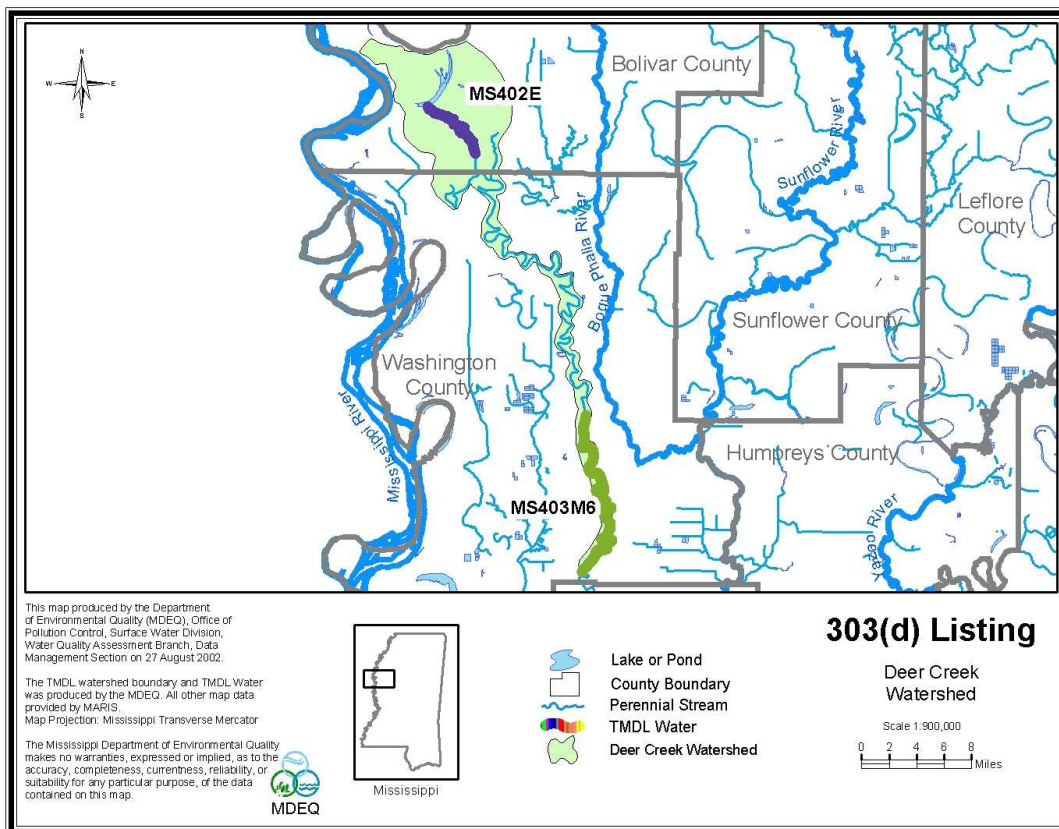 N
W E
S
MS402E
Bolivar County
Sunflower River
Sunflower River
Leflore
County
Bogue Phalia River
Sunflower County
Washington
County
Mississippi River
Humpreys County
MS403M6
Yazoo River
This map produced by the Department
of Environmental Quality (MDEQ), Office of
Pollution Control, Surface Water Division,
Water Quality Assessment Branch, Data
Management Section on 27 August 2002.
The TMDL watershed boundary and TMDL Water
was produced by the MDEQ. All other map data
provided by MARIS.
Map Projection: Mississippi Transverse Mercator
The Mississippi Department of Environmental Quality
makes no warranties, expressed or implied, as to the
accuracy, completeness, currentness, reliability, or
suitability for any particular purpose, of the data
contained on this map.
MDEQ
Mississippi
Lake or Pond
County Boundary
Perennial Stream
TMDL Water
Deer Creek Watershed
303(d) Listing
Deer Creek
Watershed
Scale 1:900,000
0 2 4 6 8
Miles